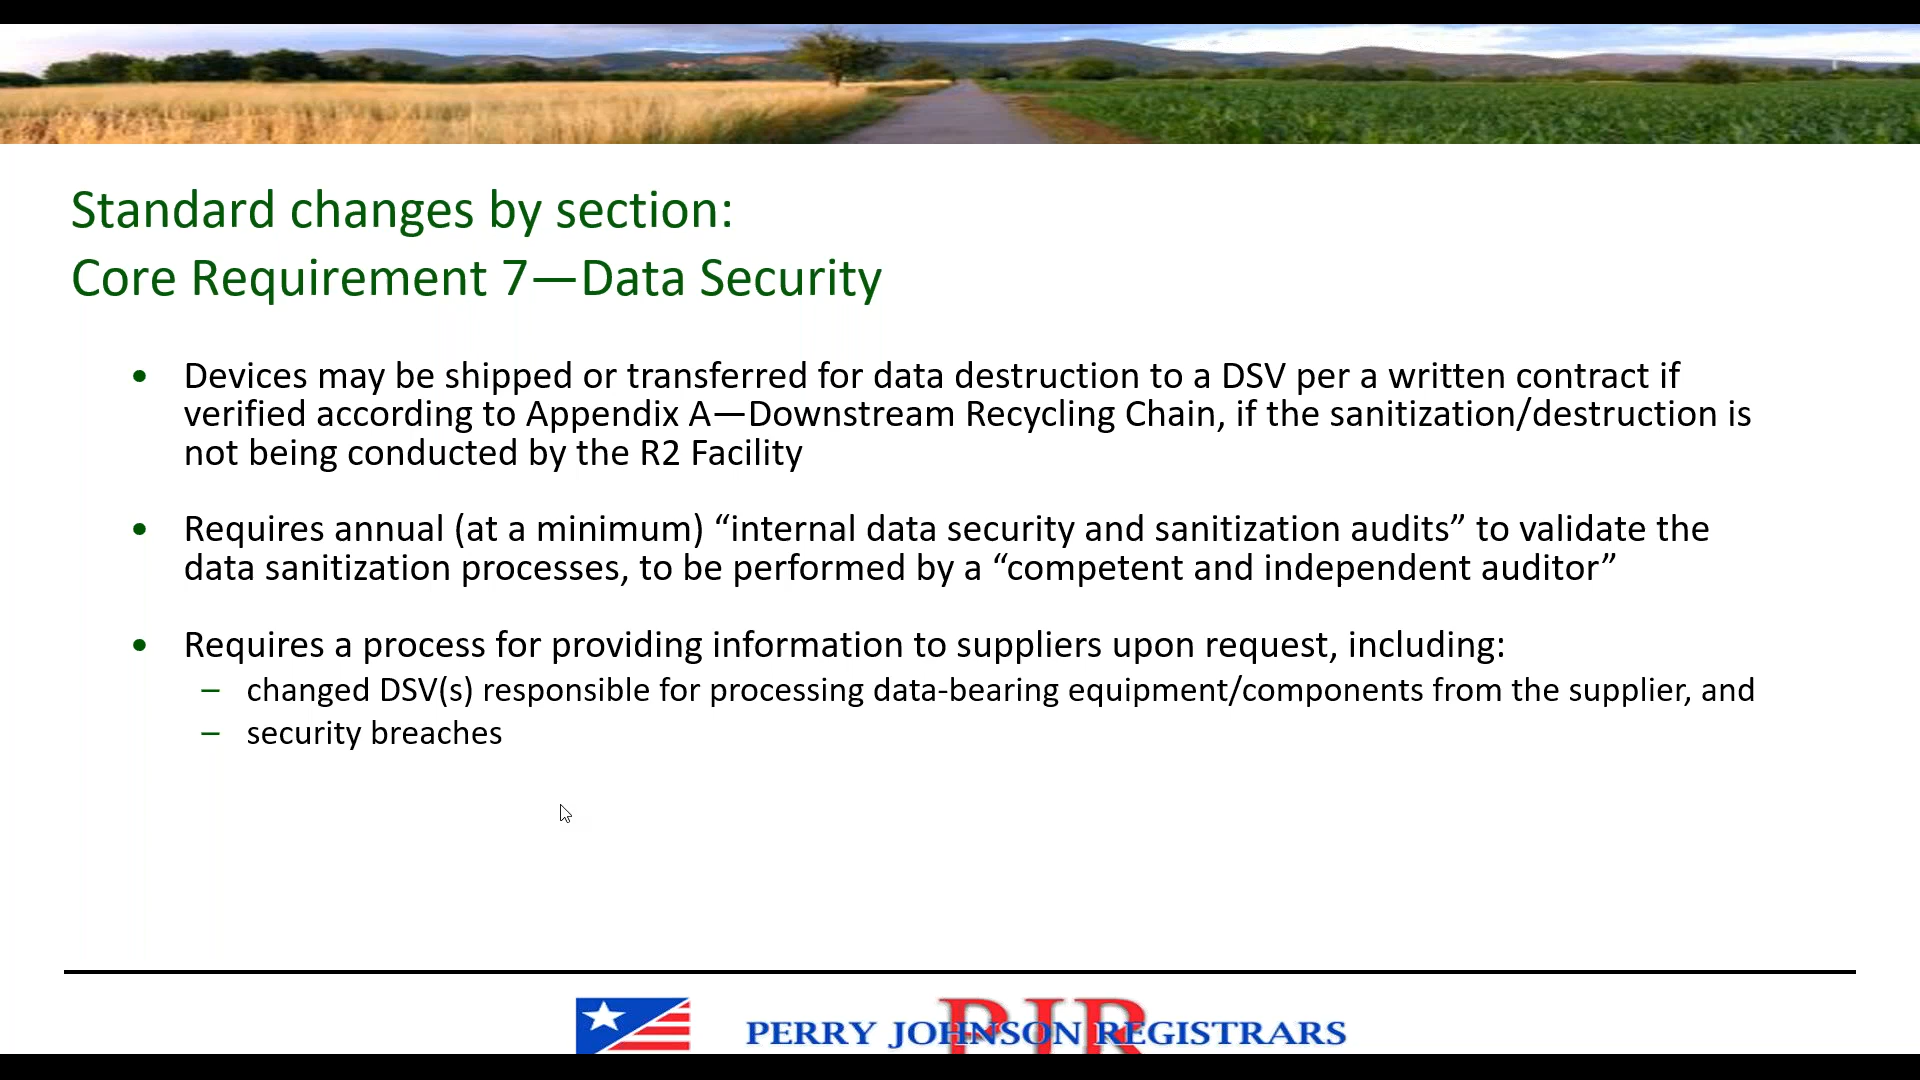 Standard changes by section:
Core Requirement 7—Data Security
• Devices may be shipped or transferred for data destruction to a DSV per a written contract if
verified according to Appendix A—Downstream Recycling Chain, if the sanitization/destruction is
not being conducted by the R2 Facility
• Requires annual (at a minimum) “internal data security and sanitization audits” to validate the
data sanitization processes, to be performed by a “competent and independent auditor”
• Requires a process for providing information to suppliers upon request, including:
– changed DSV(s) responsible for processing data-bearing equipment/components from the supplier, and
– security breaches
PJR
PERRY JOHNSON REGISTRARS